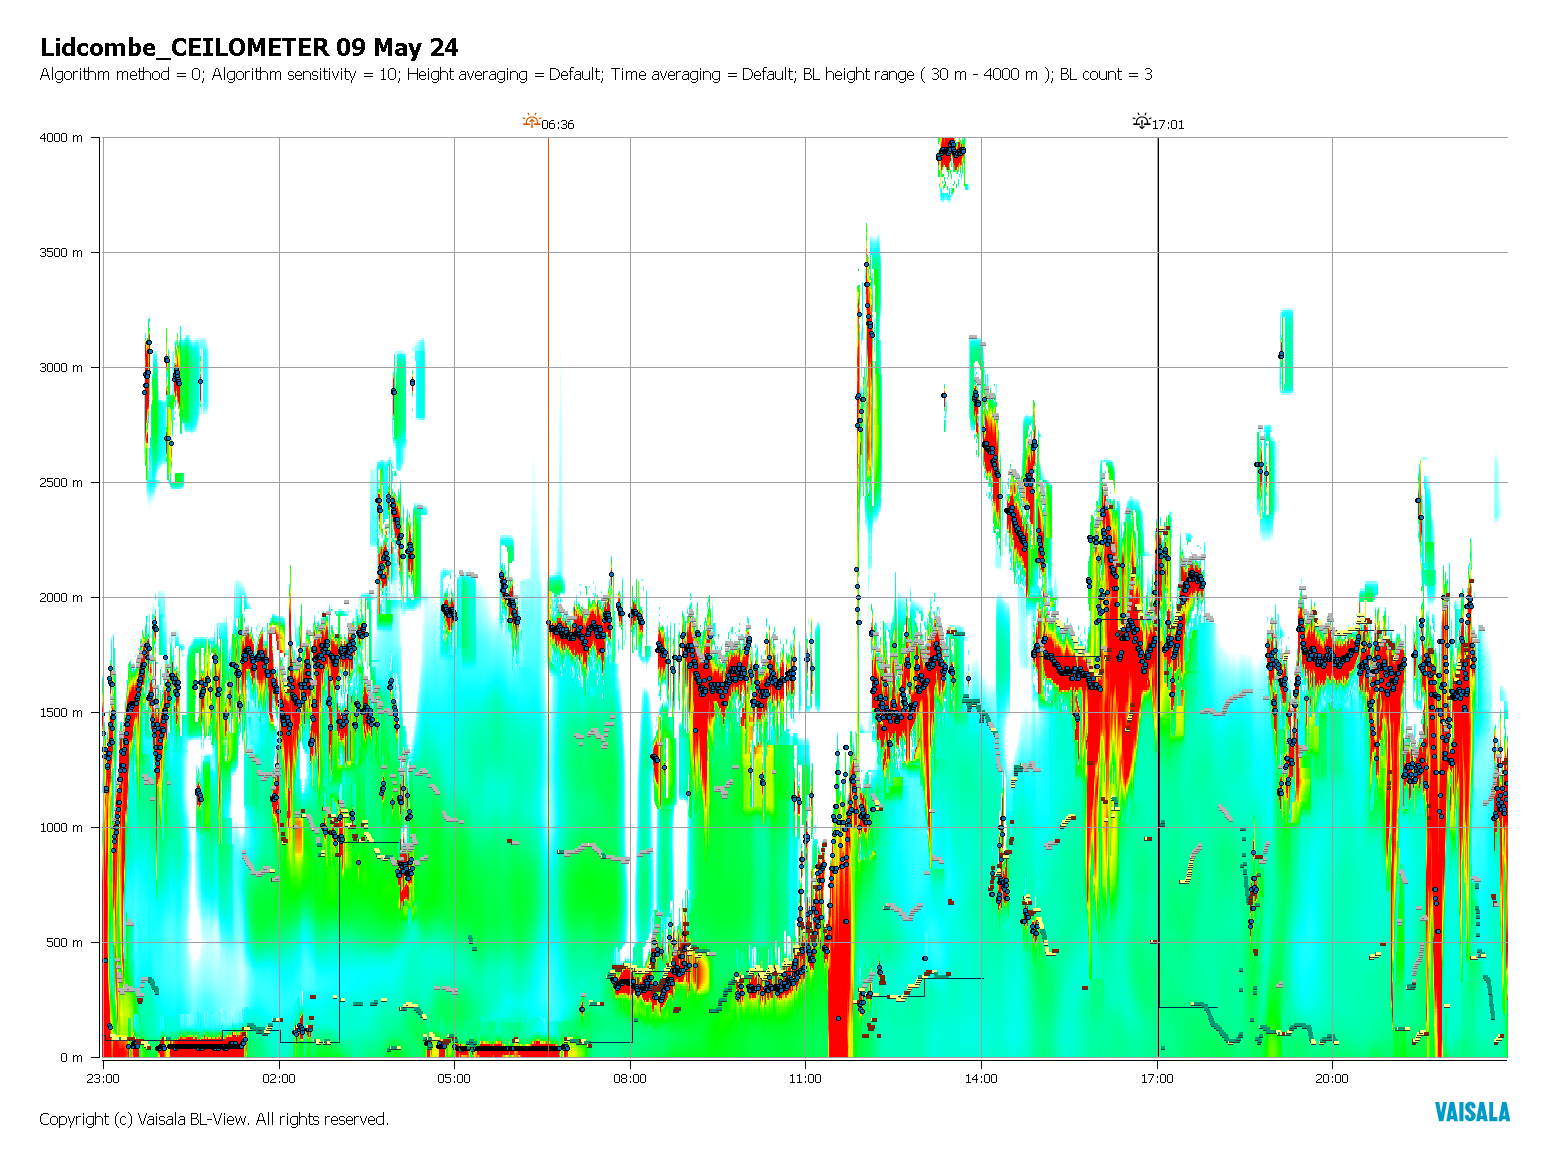 Lidcombe_CEILOMETER 09 May 24
Algorithm method = 0; Algorithm sensitivity = 10; Height averaging = Default; Time averaging = Default; BL height range ( 30 m - 4000 m ); BL count = 3
06:36
17:01
4000 m
3500 m
3000 m
2500 m
2000 m
1500 m
1000 m
500 m
0 m
23:00 02:00 05:00 08:00 11:00 14:00 17:00 20:00
Copyright (c) Vaisala BL-View. All rights reserved.
VAISALA